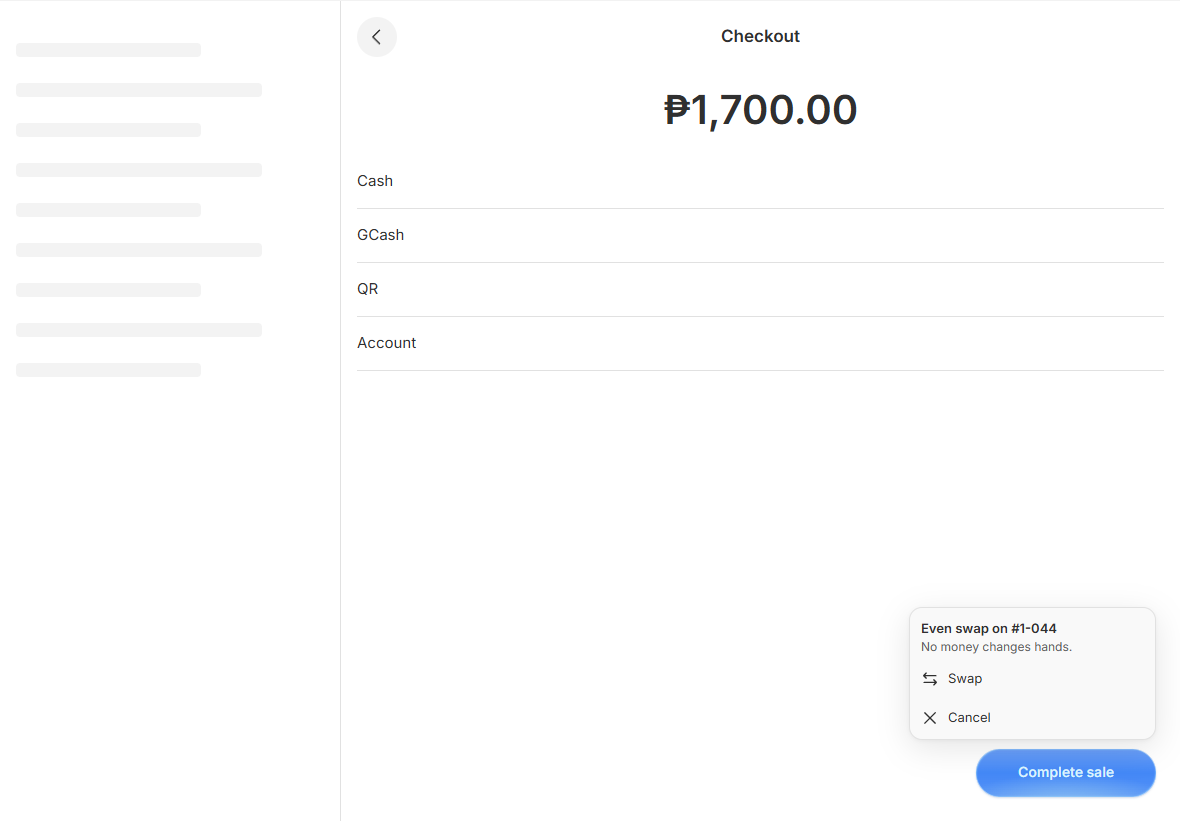 Checkout
₱1,700.00
Cash
GCash
QR
Account
Even swap on #1-044
No money changes hands.
Swap
Cancel
Complete sale